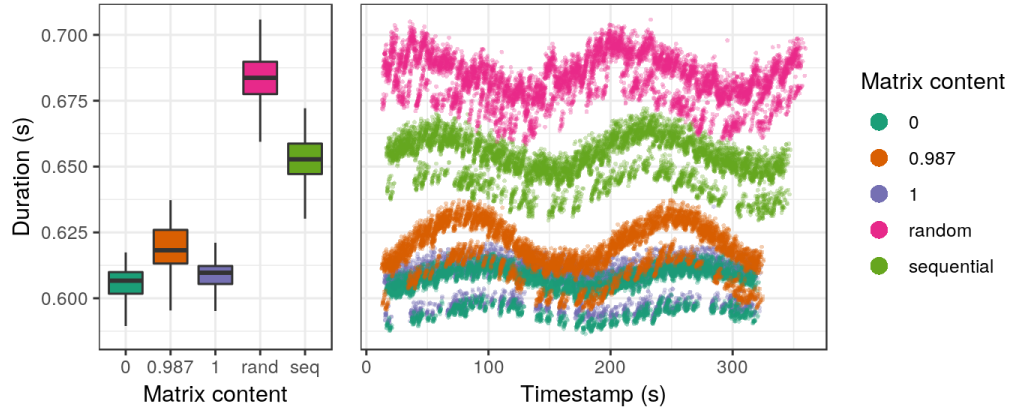 Duration (s)
0.700
0.675
0.650
0.625
0.600
0 0.987 1 rand seq
Matrix content
0 100 200 300
Timestamp (s)
Matrix content
0
0.987
1
random
sequential